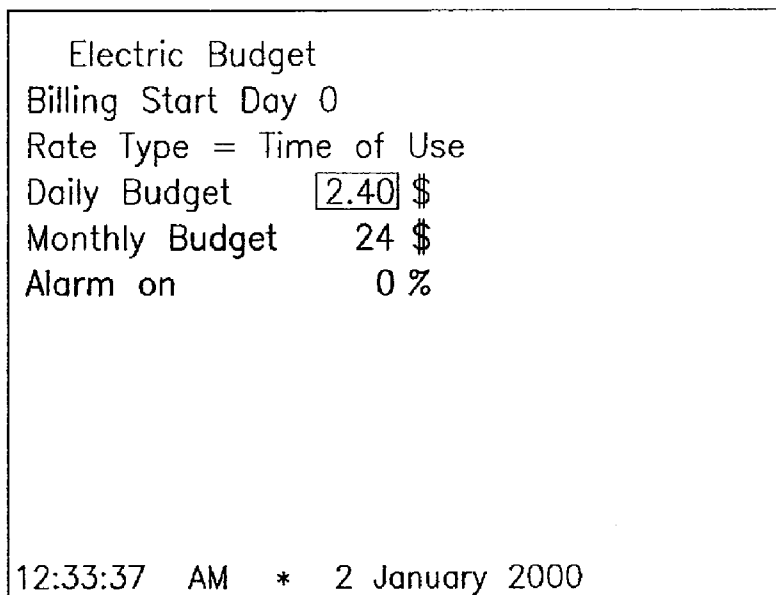 Electric Budget
Billing Start Day 0
Rate Type = Time of Use
Daily Budget 2.40 $
Monthly Budget 24 $
Alarm on 0 %
12:33:37 AM * 2 January 2000